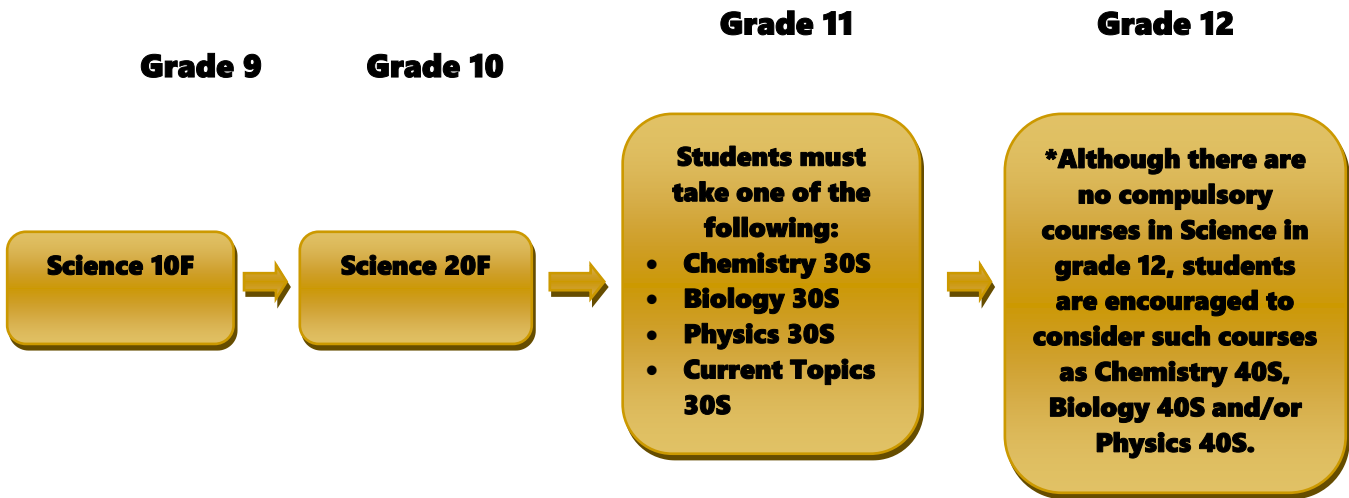 Grade 9
Grade 10
Grade 11
Grade 12
Science 10F
Science 20F
Students must
take one of the
following:
• Chemistry 30S
• Biology 30S
• Physics 30S
• Current Topics
30S
*Although there are
no compulsory
courses in Science in
grade 12, students
are encouraged to
consider such courses
as Chemistry 40S,
Biology 40S and/or
Physics 40S.